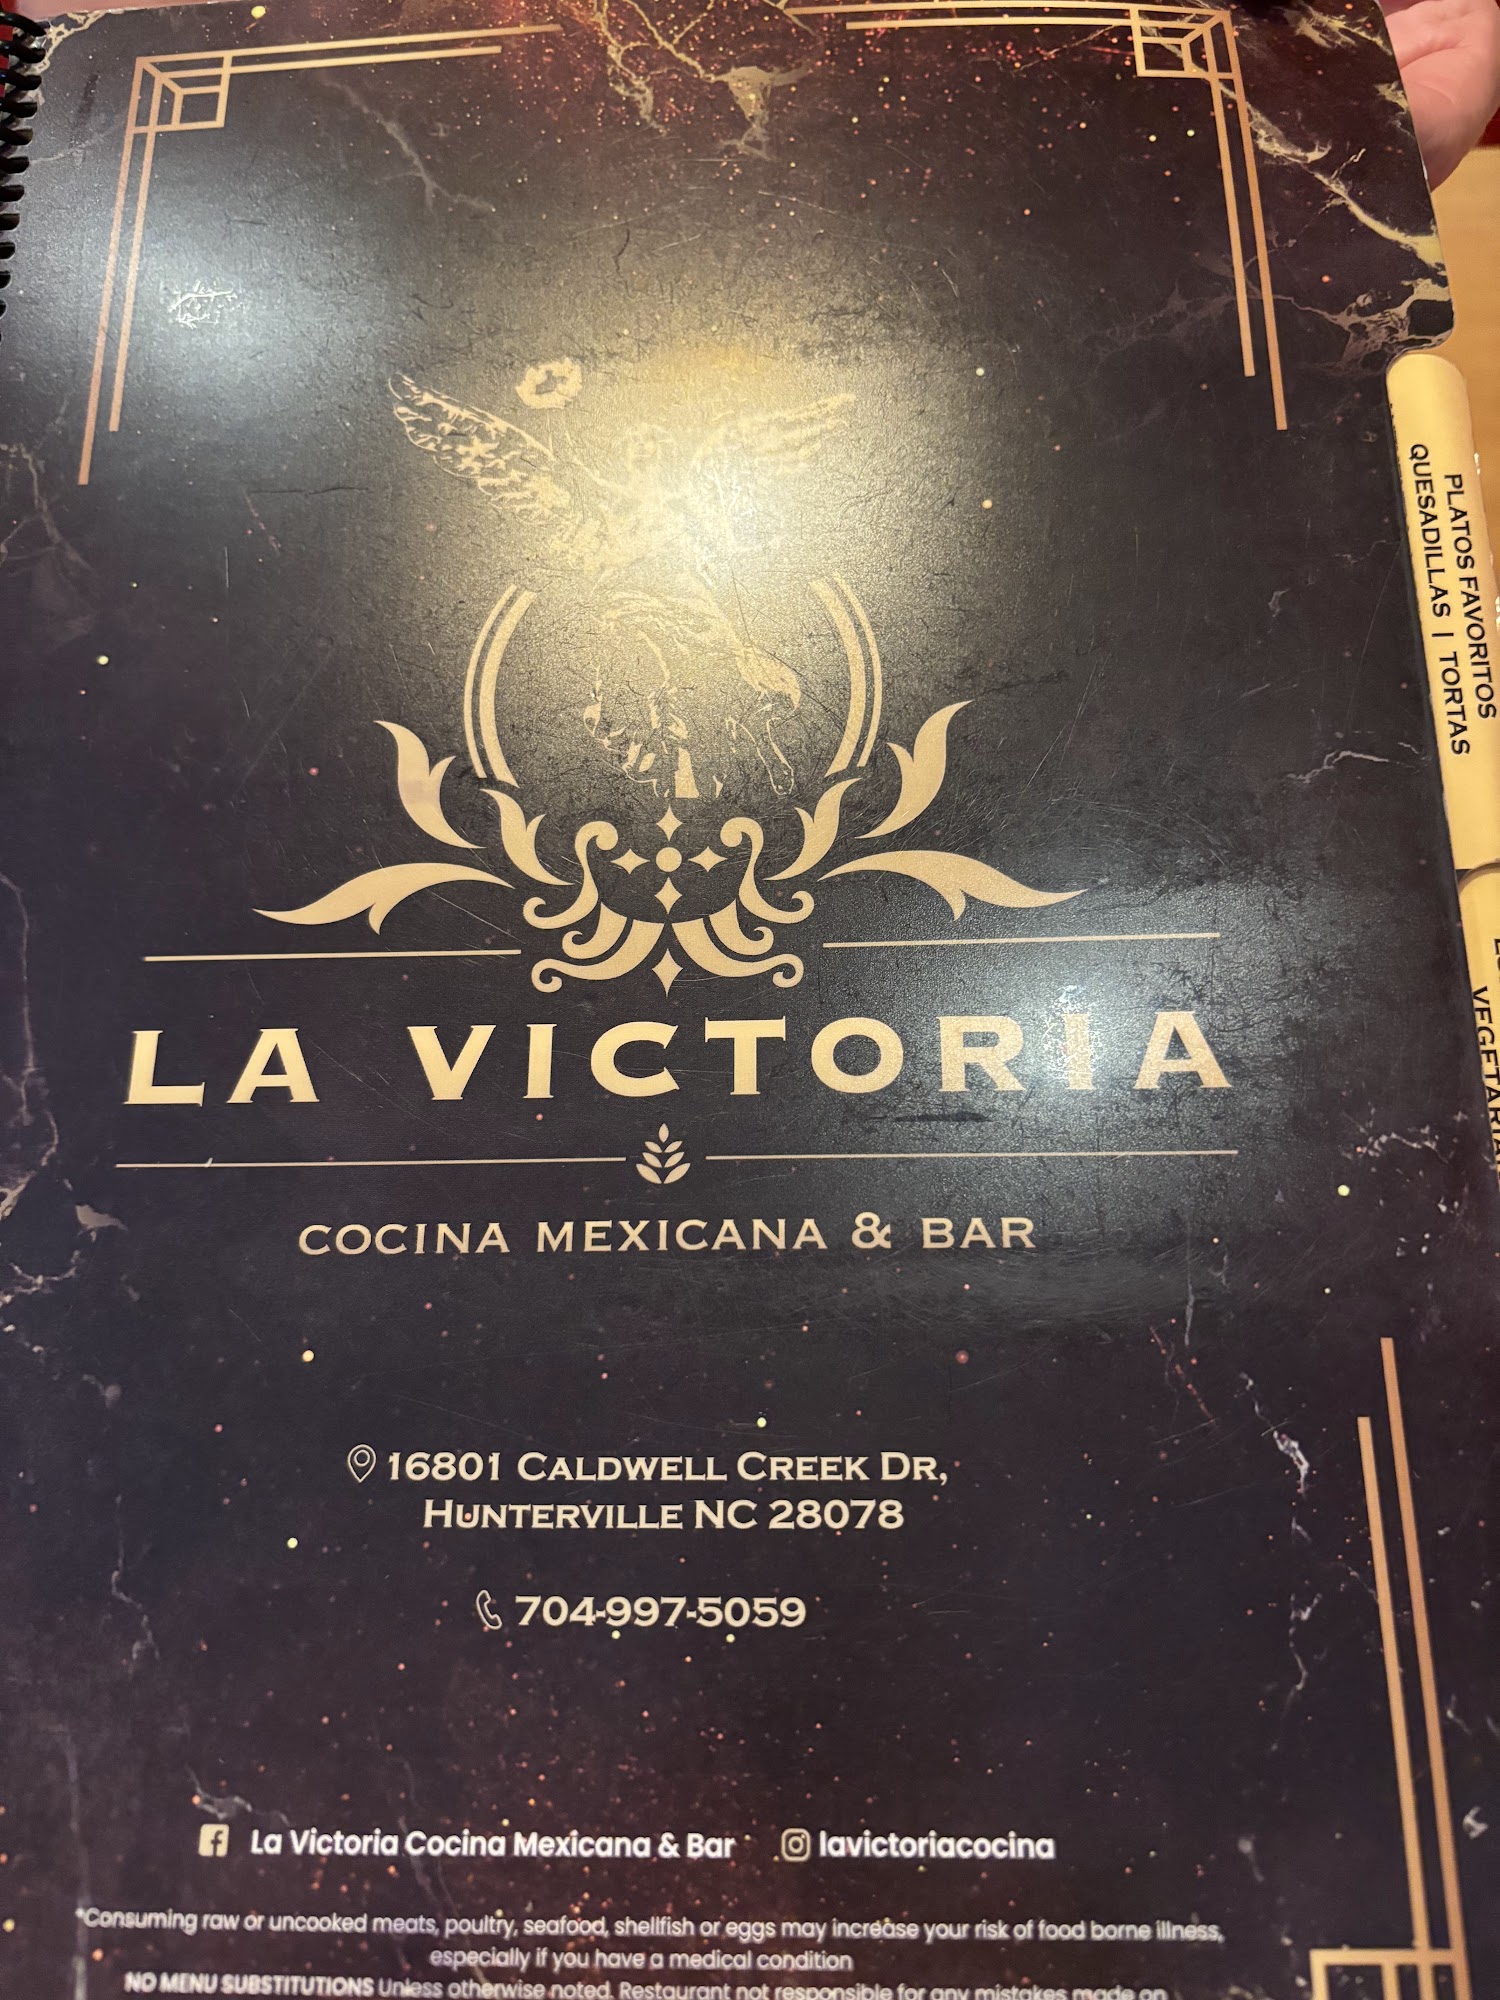 PLATOS FAVORITOS
QUESADILLAS | TORTAS
LA VICTORIA
COCINA MEXICANA & BAR
16801 CALDWELL CREEK DR,
HUNTERVILLE NC 28078
704-997-5059
La Victoria Cocina Mexicana & Bar lavictoriacocina
*Consuming raw or uncooked meats, poultry, seafood, shellfish or eggs may increase your risk of food borne illness,
especially if you have a medical condition
NO MENU SUBSTITUTIONS Unless otherwise noted. Restaurant not responsible for any mistakes made on